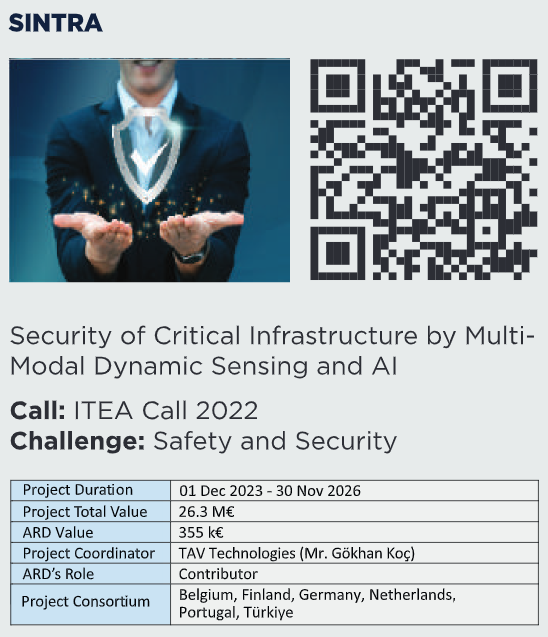 SINTRA
Security of Critical Infrastructure by Multi-
Modal Dynamic Sensing and AI
Call: ITEA Call 2022
Challenge: Safety and Security
Project Duration 01 Dec 2023 - 30 Nov 2026
Project Total Value 26.3 M€
ARD Value 355 k€
Project Coordinator TAV Technologies (Mr. Gökhan Koç)
ARD's Role Contributor
Project Consortium Belgium, Finland, Germany, Netherlands,
Portugal, Türkiye